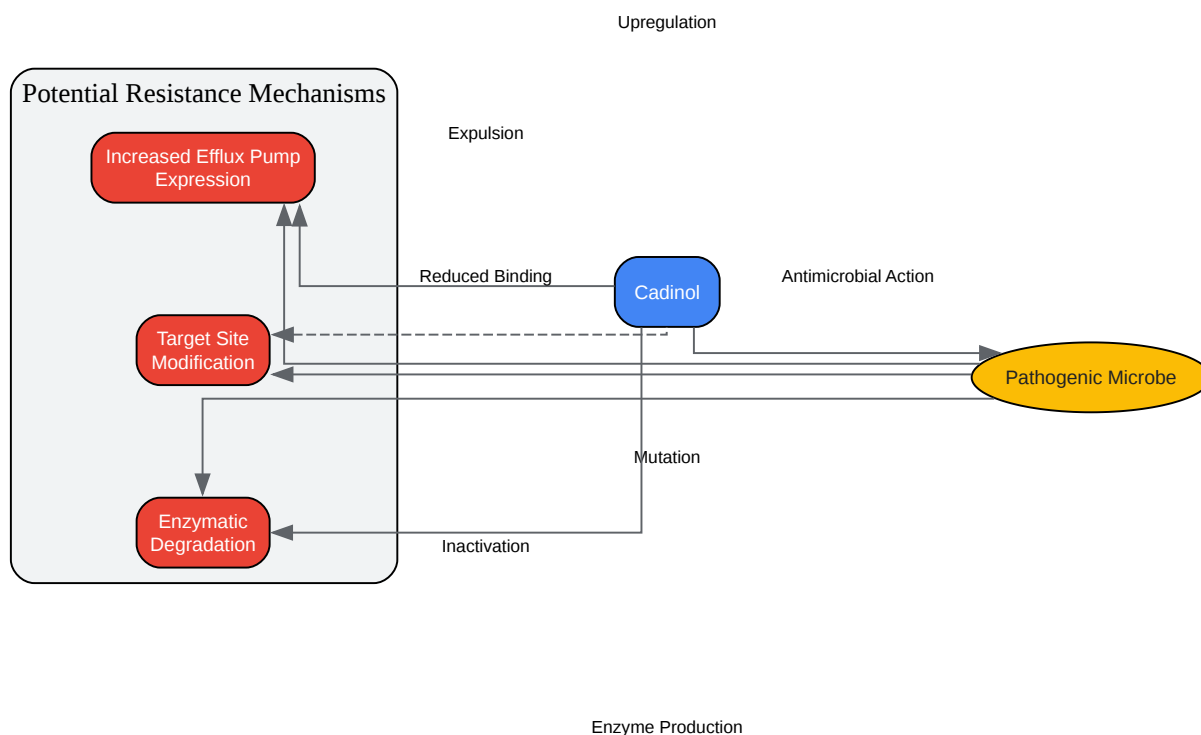 Upregulation
Potential Resistance Mechanisms
Expulsion
Increased Efflux Pump
Expression
Reduced Binding
Cadinol
Antimicrobial Action
Target Site
Modification
Pathogenic Microbe
Mutation
Enzymatic
Degradation
Inactivation
Enzyme Production